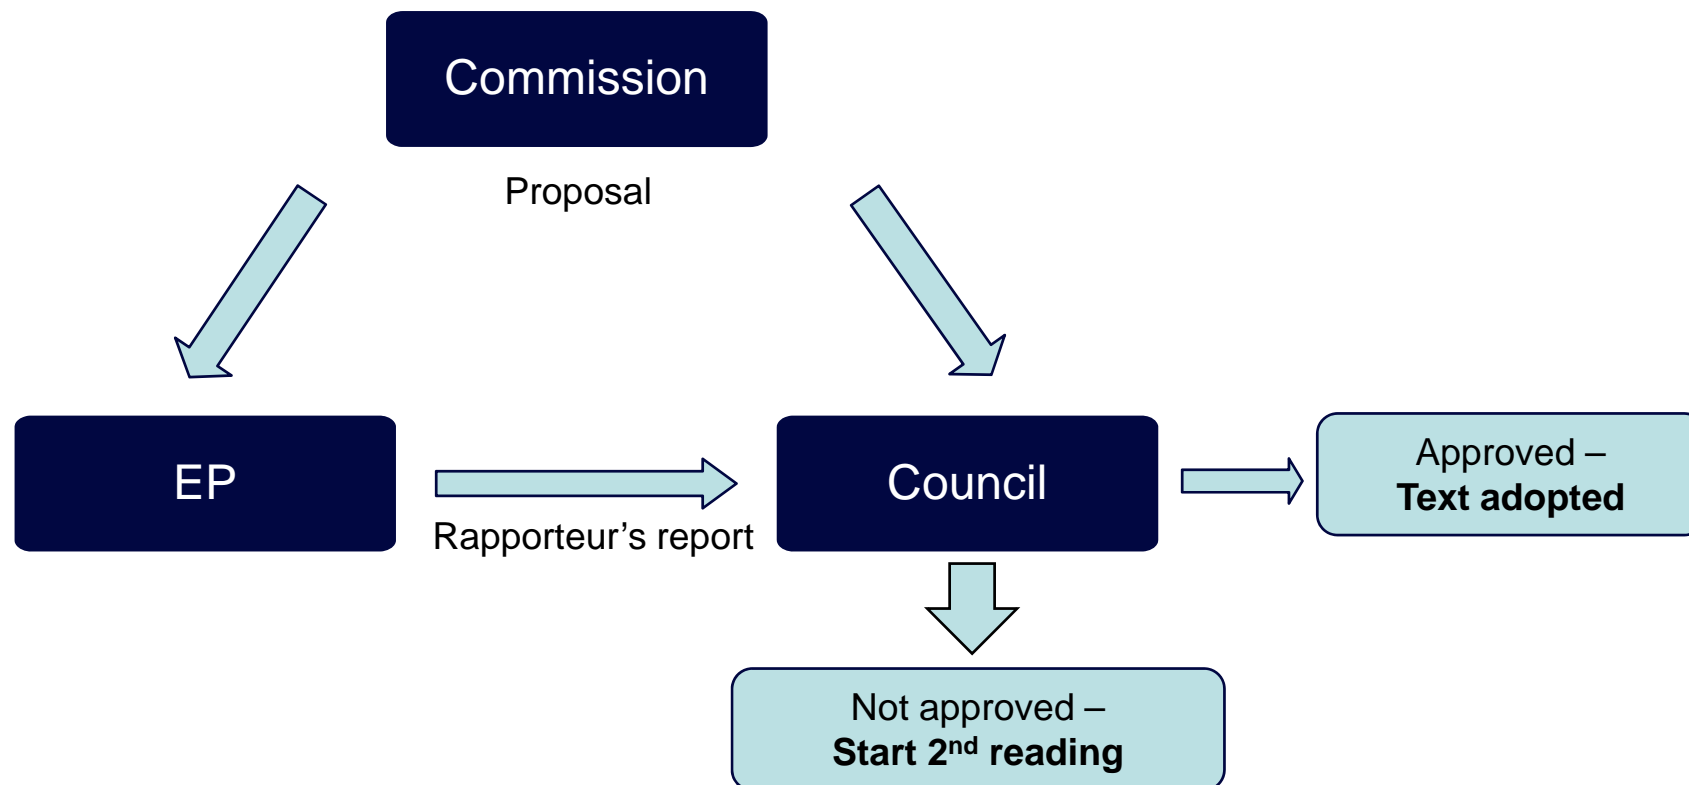 Commission
Proposal
EP
Rapporteur’s report
Council
Approved –
Text adopted
Not approved –
Start 2nd reading